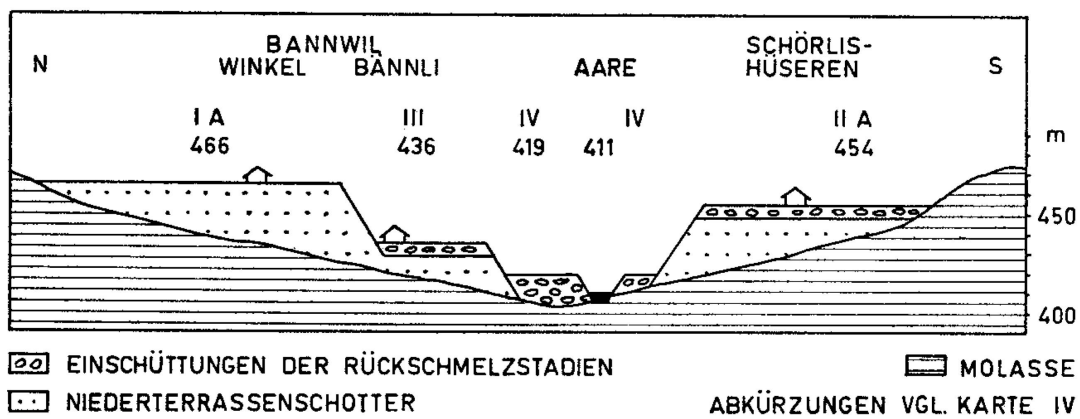 BANNWIL
SCHÖRLIS-
N WINKEL BÄNNLI AARE HÜSEREN S
I A III IV IV II A
466 436 419 411 454
m
450
400
EINSCHÜTTUNGEN DER RÜCKSCHMELZSTADIEN
MOLASSE
NIEDERTERRASSENSCHOTTER
ABKÜRZUNGEN VGL. KARTE IV